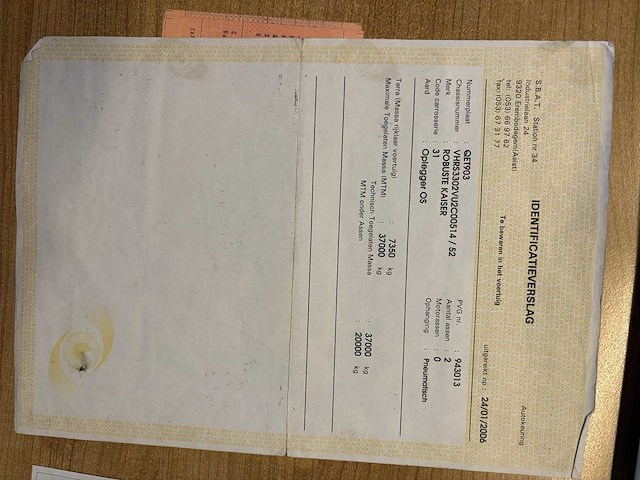 S.B.A.T. Station nr 34
Industrielaan 24
9320 Erembodegem/Aalst
tel: (053) 66 97 62
fax: (053) 67 31 77
Autokeuring
IDENTIFICATIEVERSLAG
Te bewaren in het voertuig
uitgereikt op : 24/01/2006
Nummerplaat : QET903
Chassisnummer : VHRS3302VU2C00514 / 52
PVG nr. : 943013
Merk : ROBUSTE KAISER
Aantal assen : 2
Code carrosserie : 31
Motorassen : 0
Aard : Oplegger OS
Ophanging : Pneumatisch
Tarra (Massa rijklaar voertuig) : 7350 kg
Maximale Toegelaten Massa (MTM) : 37000 kg
Technisch Toegelaten Massa : 37000 kg
MTM onder Assen : 20000 kg